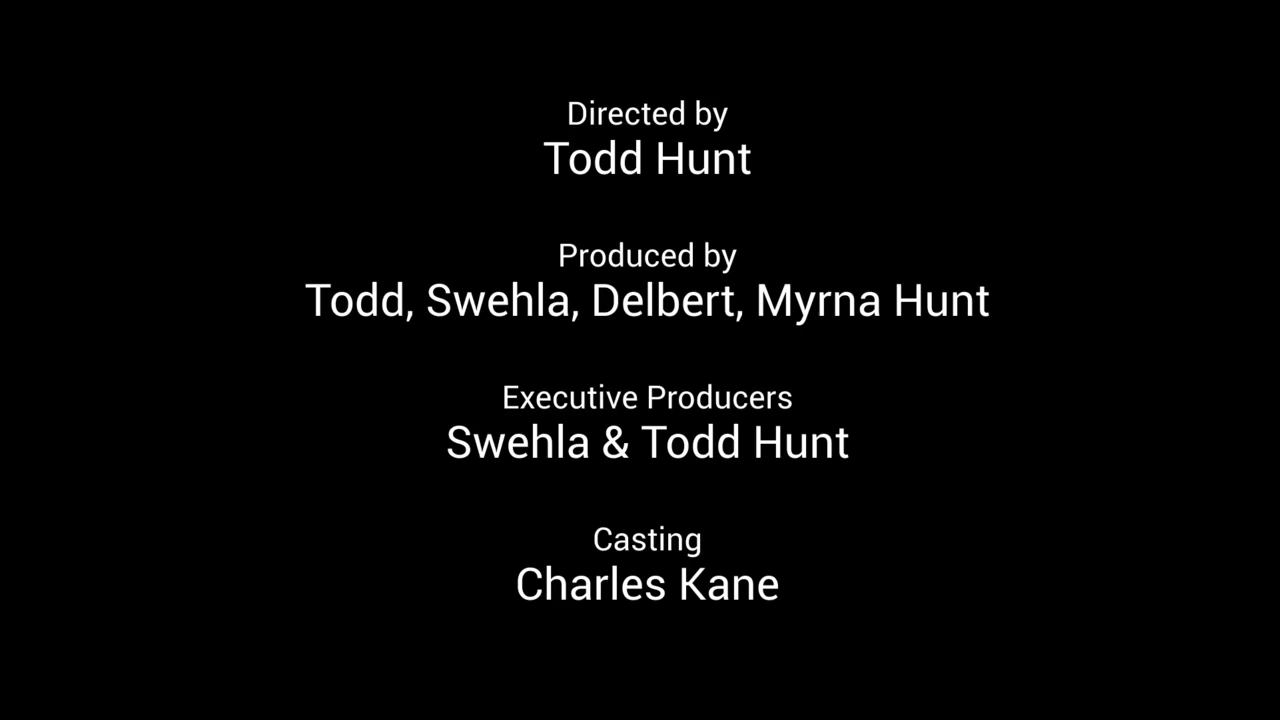 Directed by
Todd Hunt
Produced by
Todd, Swehla, Delbert, Myrna Hunt
Executive Producers
Swehla & Todd Hunt
Casting
Charles Kane